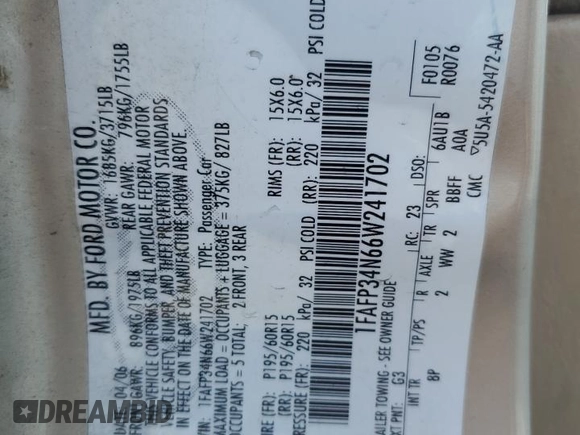 MFD. BY FORD MOTOR CO.
04/06 GVWR: 1685KG/3715LB
GAWR: 896KG/1975LB REAR GAWR: 796KG/1755LB
VEHICLE CONFORMS TO ALL APPLICABLE FEDERAL MOTOR
VEHICLE SAFETY, BUMPER, AND THEFT PREVENTION STANDARDS
IN EFFECT ON THE DATE OF MANUFACTURE SHOWN ABOVE.
VIN: 1FAFP34N66W241702 TYPE: Passenger Car
MAXIMUM LOAD = OCCUPANTS + LUGGAGE = 375KG/ 827LB
OCCUPANTS = 5 TOTAL; 2 FRONT, 3 REAR
TIRE (FR): P195/60R15 RIMS (FR): 15X6.0
(RR): P195/60R15 (RR): 15X6.0
PRESSURE (FR): 220 kPa/ 32 PSI COLD (RR): 220 kPa/ 32 PSI COLD
1FAFP34N66W241702
TRAILER TOWING - SEE OWNER GUIDE
EXT PNT: G3 RC: 23 DSO: F0105
INT TR TP/PS R AXLE TR SPR 6AU1B R0076
8P 2 WW 2 BBFF A0A
CMC ▽5U5A-5420472-AA
DREAMBID